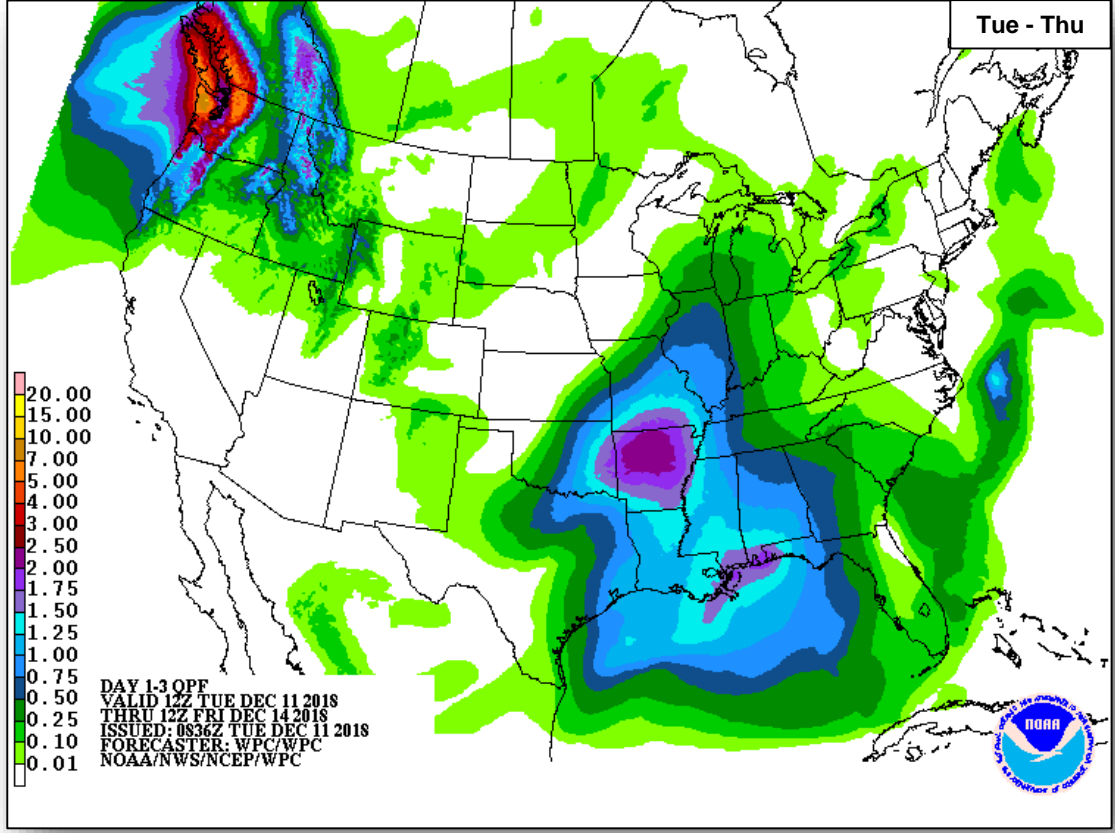 Tue - Thu
20.00
15.00
10.00
7.00
5.00
4.00
3.00
2.50
2.00
1.75
1.50
1.25
1.00
0.75
0.50
0.25
0.10
0.01
DAY 1-3 QPF
VALID 12Z TUE DEC 11 2018
THRU 12Z FRI DEC 14 2018
ISSUED: 0836Z TUE DEC 11 2018
FORECASTER: WPC/WPC
NOAA/NWS/NCEP/WPC
NOAA